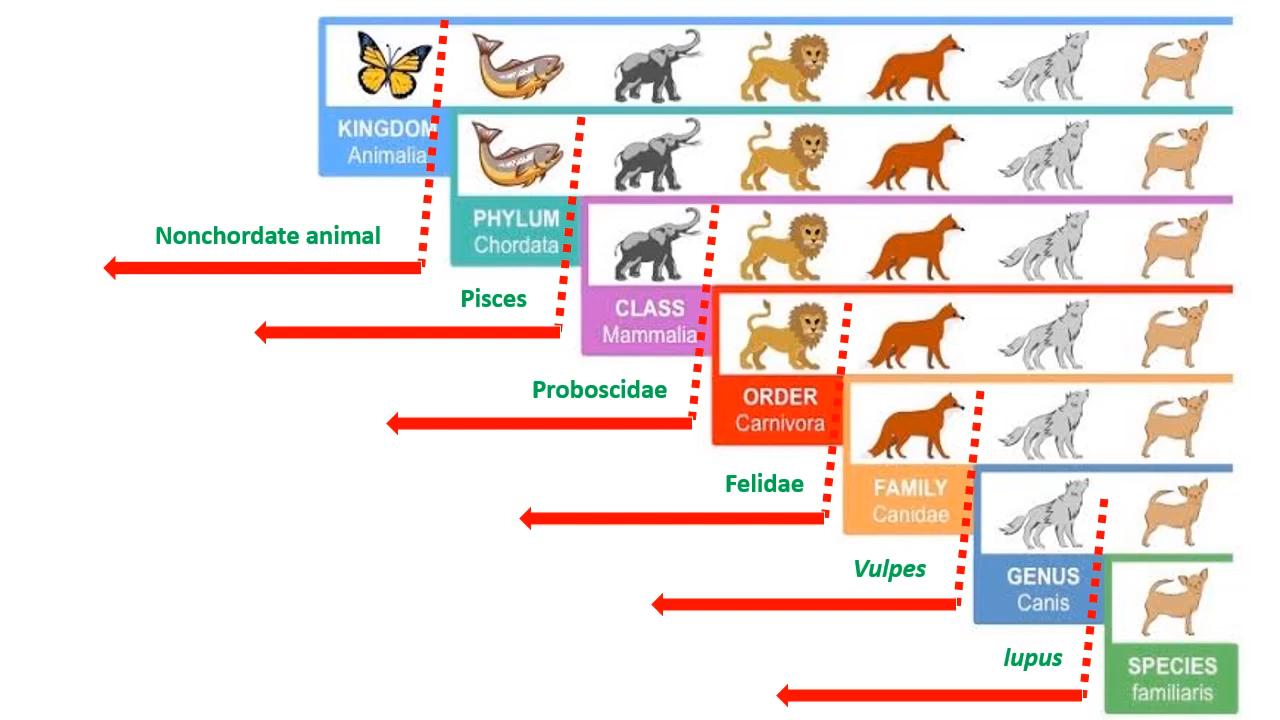 KINGDOM
Animalia
PHYLUM
Chordata
Nonchordate animal
CLASS
Mammalia
Pisces
ORDER
Carnivora
Proboscidae
FAMILY
Canidae
Felidae
GENUS
Canis
Vulpes
SPECIES
familiaris
lupus